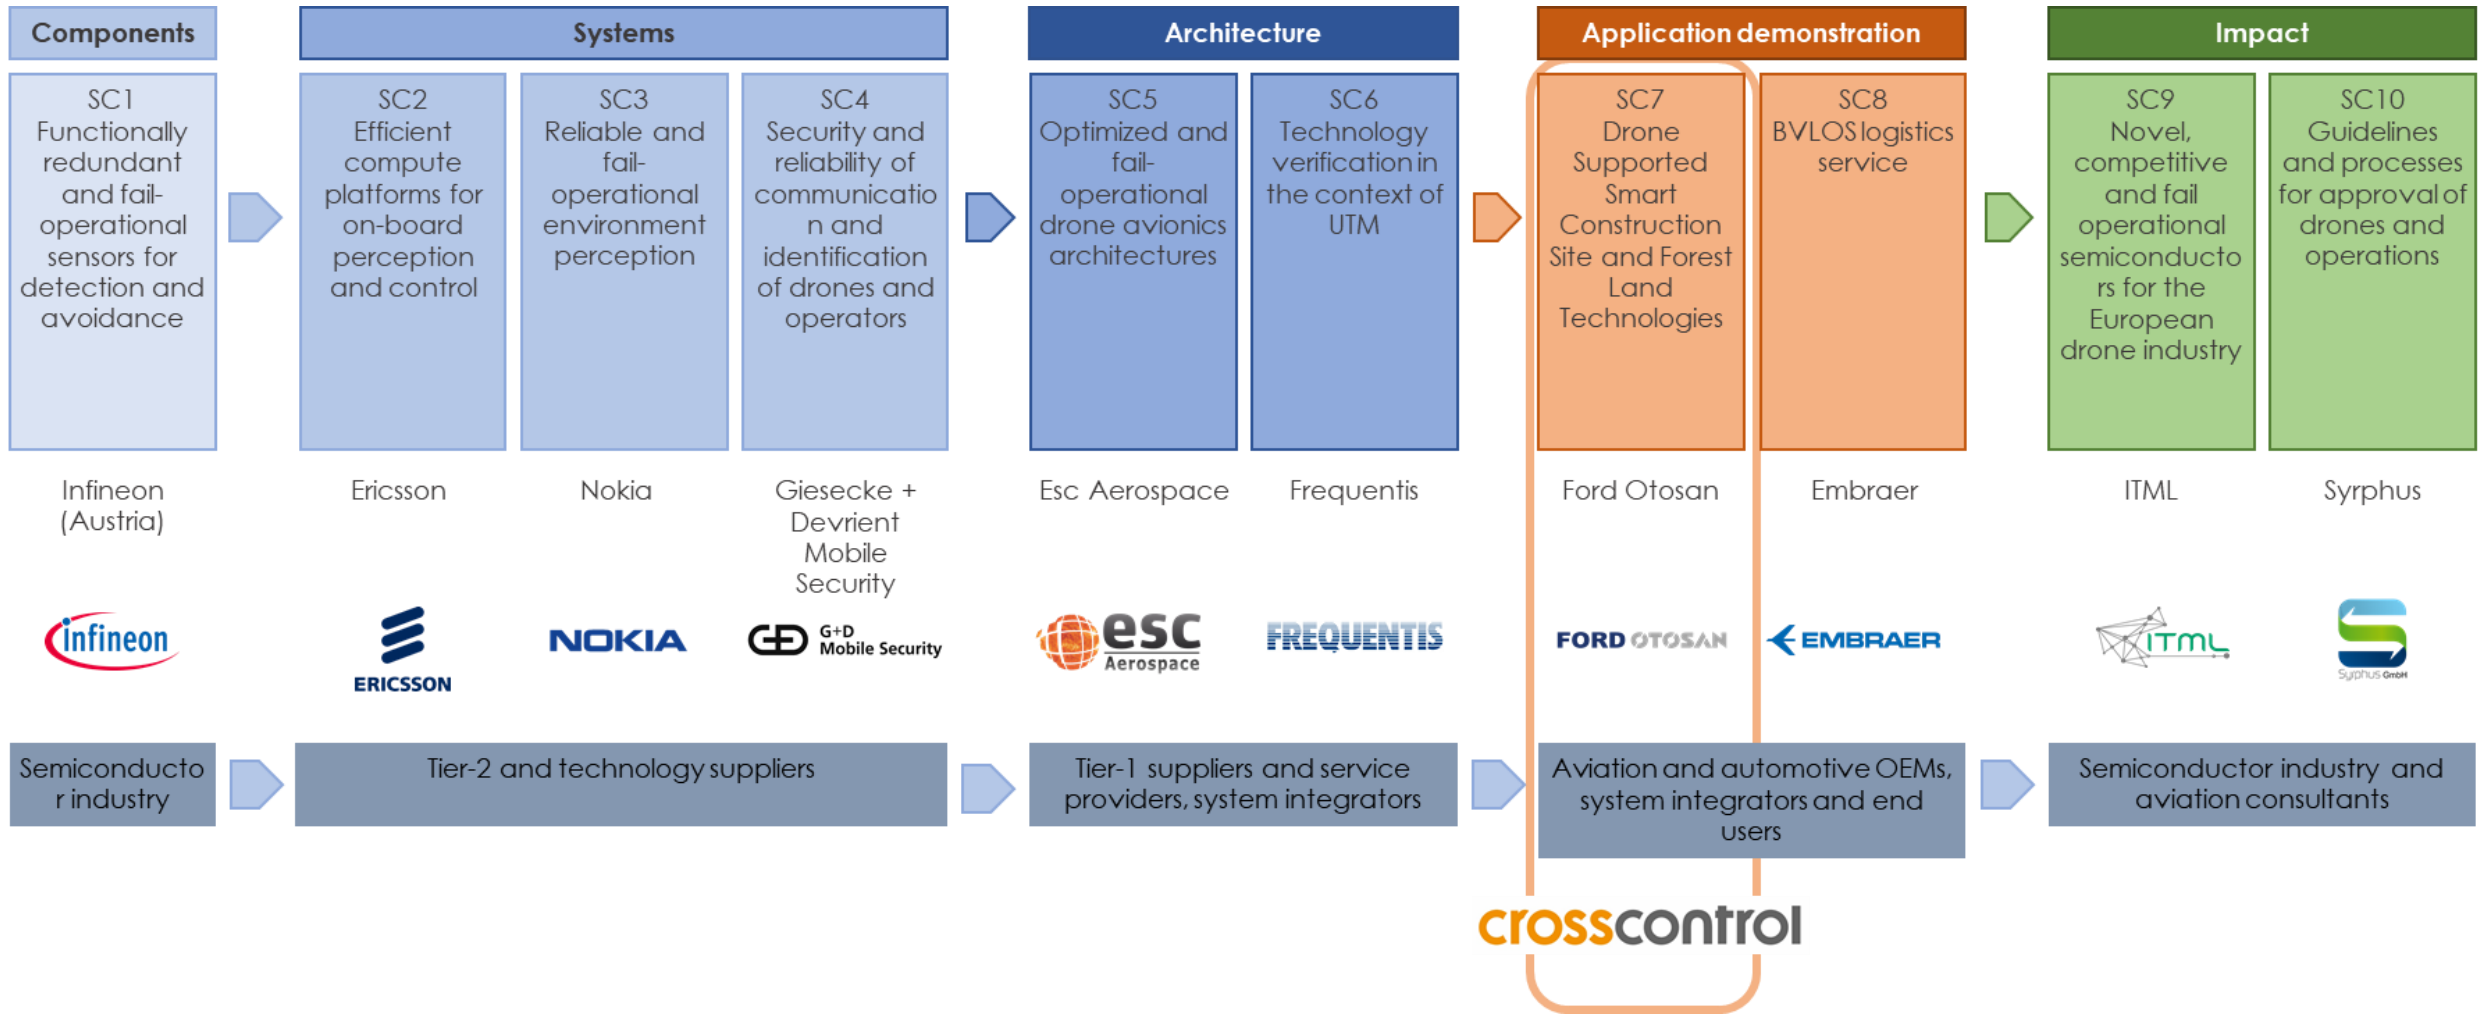 Components
Systems
Architecture
Application demonstration
Impact
SC1
Functionally
redundant
and fail-
operational
sensors for
detection and
avoidance
SC2
Efficient
compute
platforms for
on-board
perception
and control
SC3
Reliable and
fail-
operational
environment
perception
SC4
Security and
reliability of
communicatio
n and
identification
of drones and
operators
SC5
Optimized and
fail-
operational
drone avionics
architectures
SC6
Technology
verification in
the context of
UTM
SC7
Drone
Supported
Smart
Construction
Site and Forest
Land
Technologies
SC8
BVLOS logistics
service
SC9
Novel,
competitive
and fail
operational
semiconducto
rs for the
European
drone industry
SC10
Guidelines
and processes
for approval of
drones and
operations
Infineon
(Austria)
Ericsson
Nokia
Giesecke +
Devrient
Mobile
Security
Esc Aerospace
Frequentis
Ford Otosan
Embraer
ITML
Syrphus
infineon
ERICSSON
NOKIA
G+D
Mobile Security
esc
Aerospace
FREQUENTIS
FORD OTOSAN
EMBRAER
ITML
Syrphus GmbH
Semiconducto
r industry
Tier-2 and technology suppliers
Tier-1 suppliers and service
providers, system integrators
Aviation and automotive OEMs,
system integrators and end
users
Semiconductor industry and
aviation consultants
crosscontrol